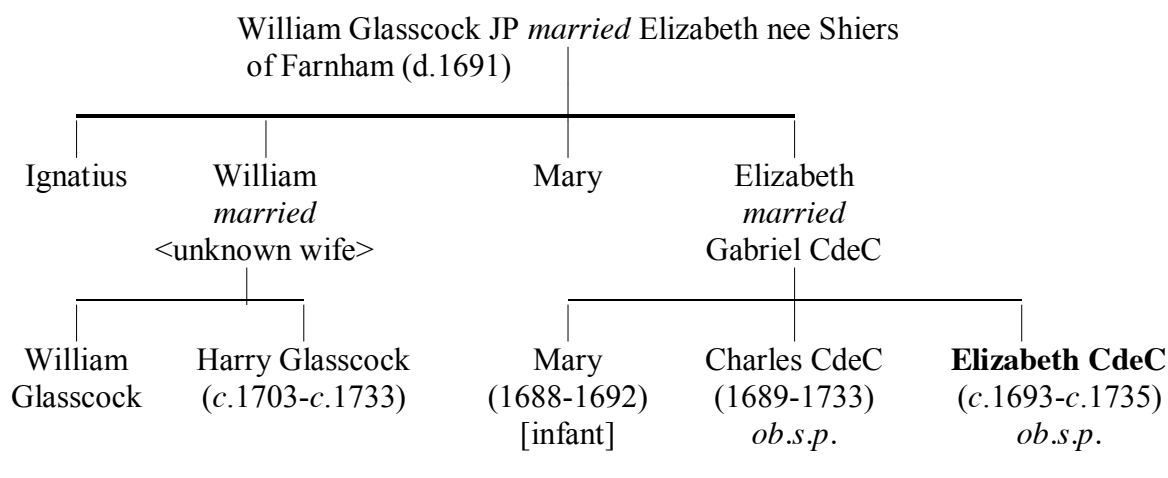 William Glasscock JP married Elizabeth nee Shiers
of Farnham (d.1691)
Ignatius William Mary Elizabeth
married married
<unknown wife> Gabriel CdeC
William Harry Glasscock Mary Charles CdeC Elizabeth CdeC
Glasscock (c.1703-c.1733) (1688-1692) (1689-1733) (c.1693-c.1735)
[infant] ob.s.p. ob.s.p.